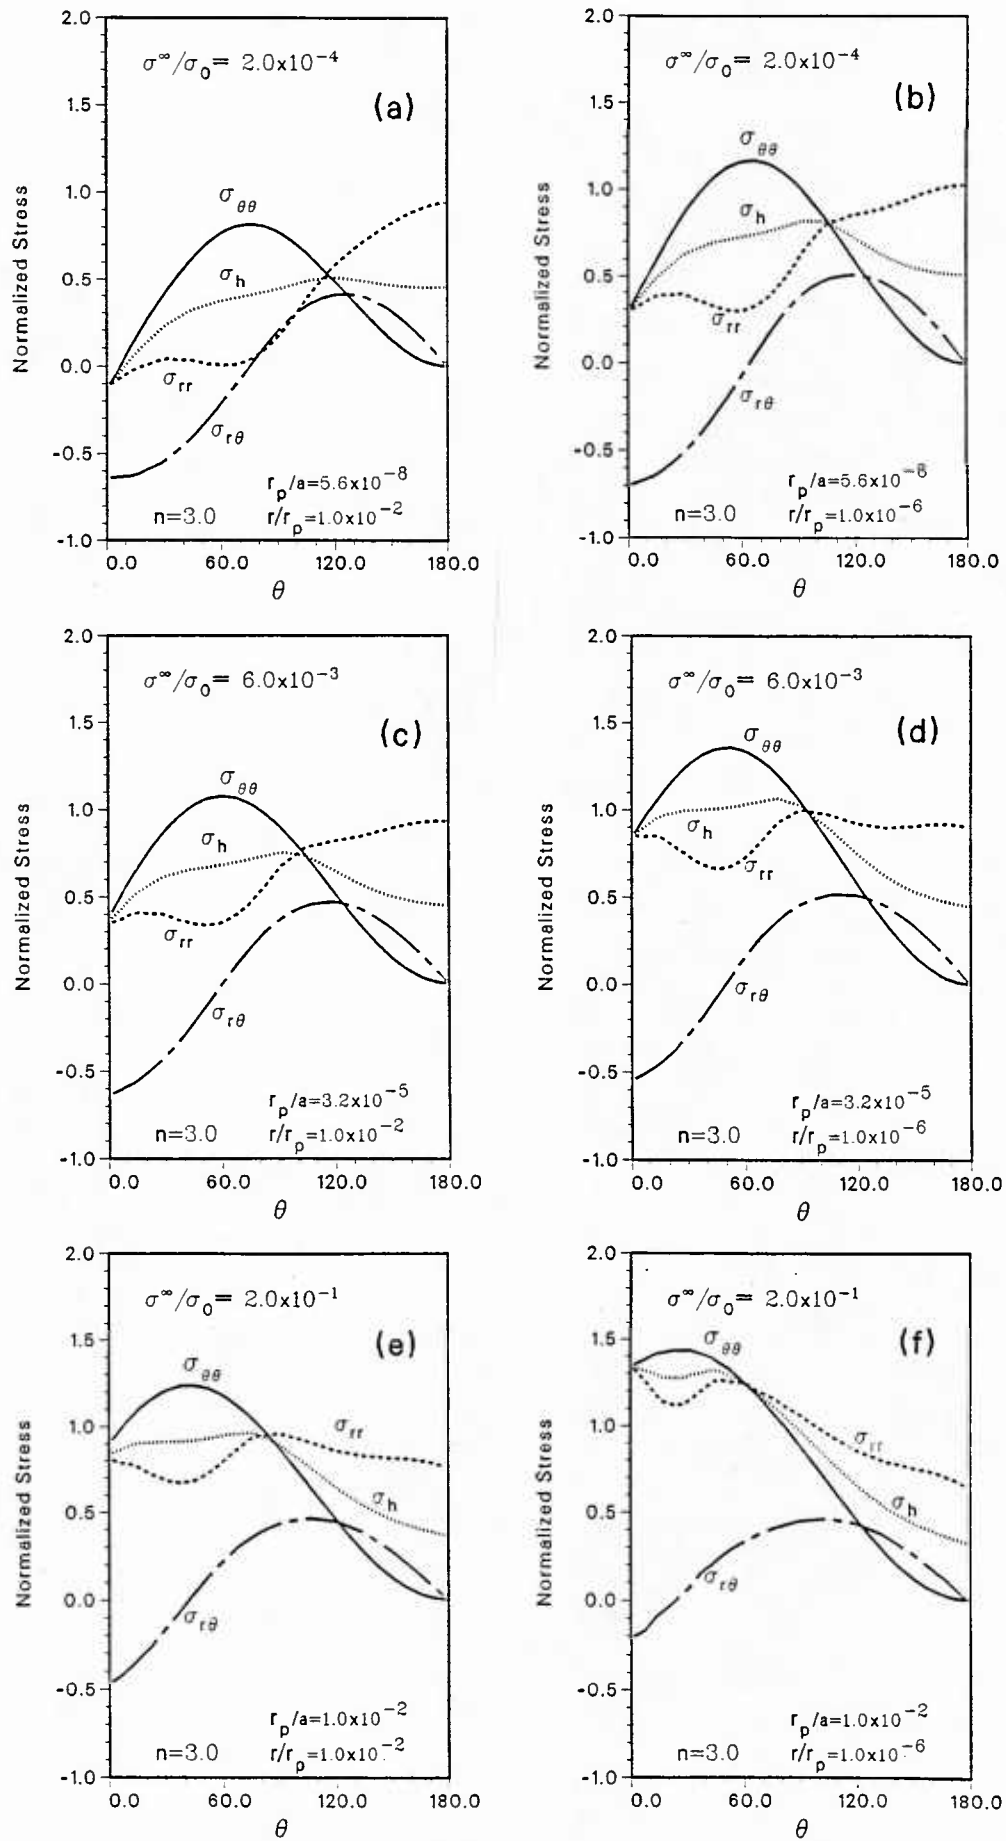 σ∞/σ0= 2.0x10−4
(a)
σθθ
σh
σrr
σrθ
rp/a=5.6x10−8
n=3.0
r/rp=1.0x10−2
Normalized Stress
2.0
1.5
1.0
0.5
0.0
-0.5
-1.0
0.0 60.0 120.0 180.0
θ
σ∞/σ0= 2.0x10−4
(b)
σθθ
σh
σrr
σrθ
rp/a=5.6x10−8
n=3.0
r/rp=1.0x10−6
Normalized Stress
2.0
1.5
1.0
0.5
0.0
-0.5
-1.0
0.0 60.0 120.0 180.0
θ
σ∞/σ0= 6.0x10−3
(c)
σθθ
σh
σrr
σrθ
rp/a=3.2x10−5
n=3.0
r/rp=1.0x10−2
Normalized Stress
2.0
1.5
1.0
0.5
0.0
-0.5
-1.0
0.0 60.0 120.0 180.0
θ
σ∞/σ0= 6.0x10−3
(d)
σθθ
σh
σrr
σrθ
rp/a=3.2x10−5
n=3.0
r/rp=1.0x10−6
Normalized Stress
2.0
1.5
1.0
0.5
0.0
-0.5
-1.0
0.0 60.0 120.0 180.0
θ
σ∞/σ0= 2.0x10−1
(e)
σθθ
σrr
σh
σrθ
rp/a=1.0x10−2
n=3.0
r/rp=1.0x10−2
Normalized Stress
2.0
1.5
1.0
0.5
0.0
-0.5
-1.0
0.0 60.0 120.0 180.0
θ
σ∞/σ0= 2.0x10−1
(f)
σθθ
σrr
σh
σrθ
rp/a=1.0x10−2
n=3.0
r/rp=1.0x10−6
Normalized Stress
2.0
1.5
1.0
0.5
0.0
-0.5
-1.0
0.0 60.0 120.0 180.0
θ